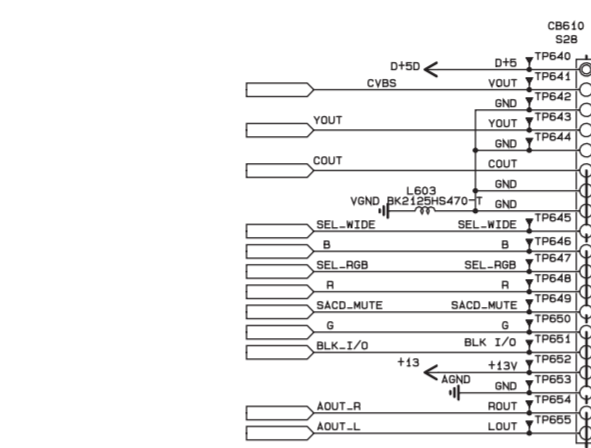 CB610
S28
D+5D D+5 TP640
CVBS VOUT TP641
GND TP642
YOUT YOUT TP643
GND TP644
COUT COUT
GND
L603
VGND BK2125HS470-T GND
SEL_WIDE SEL_WIDE TP645
B B TP646
SEL_RGB SEL_RGB TP647
R R TP648
SACD_MUTE SACD_MUTE TP649
G G TP650
BLK_I/O BLK I/O TP651
+13 +13V TP652
AGND GND TP653
AOUT_R ROUT TP654
AOUT_L LOUT TP655